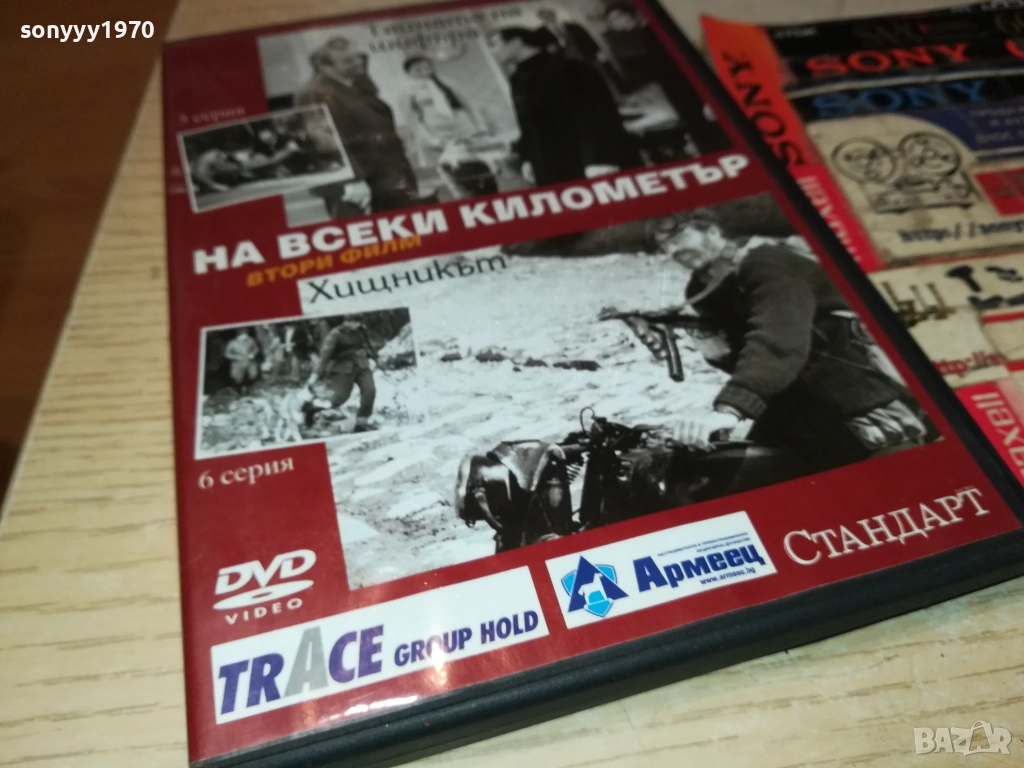 sonyyy1970
5 серия
НА ВСЕКИ КИЛОМЕТЪР
ВТОРИ ФИЛМ
Хищникът
6 серия
DVD
VIDEO
TRACE GROUP HOLD
Армеец
www.armeec.bg
СТАНДАРТ
SONY
SONY
SONY
maxell
BAZAR